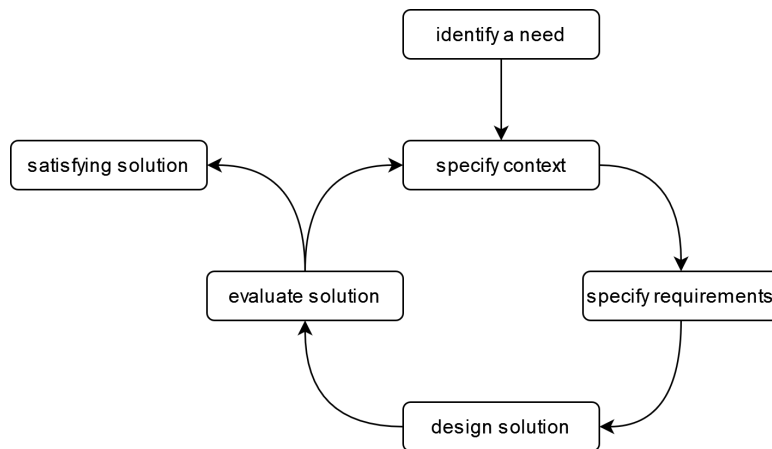 identify a need
satisfying solution
specify context
evaluate solution
specify requirements
design solution